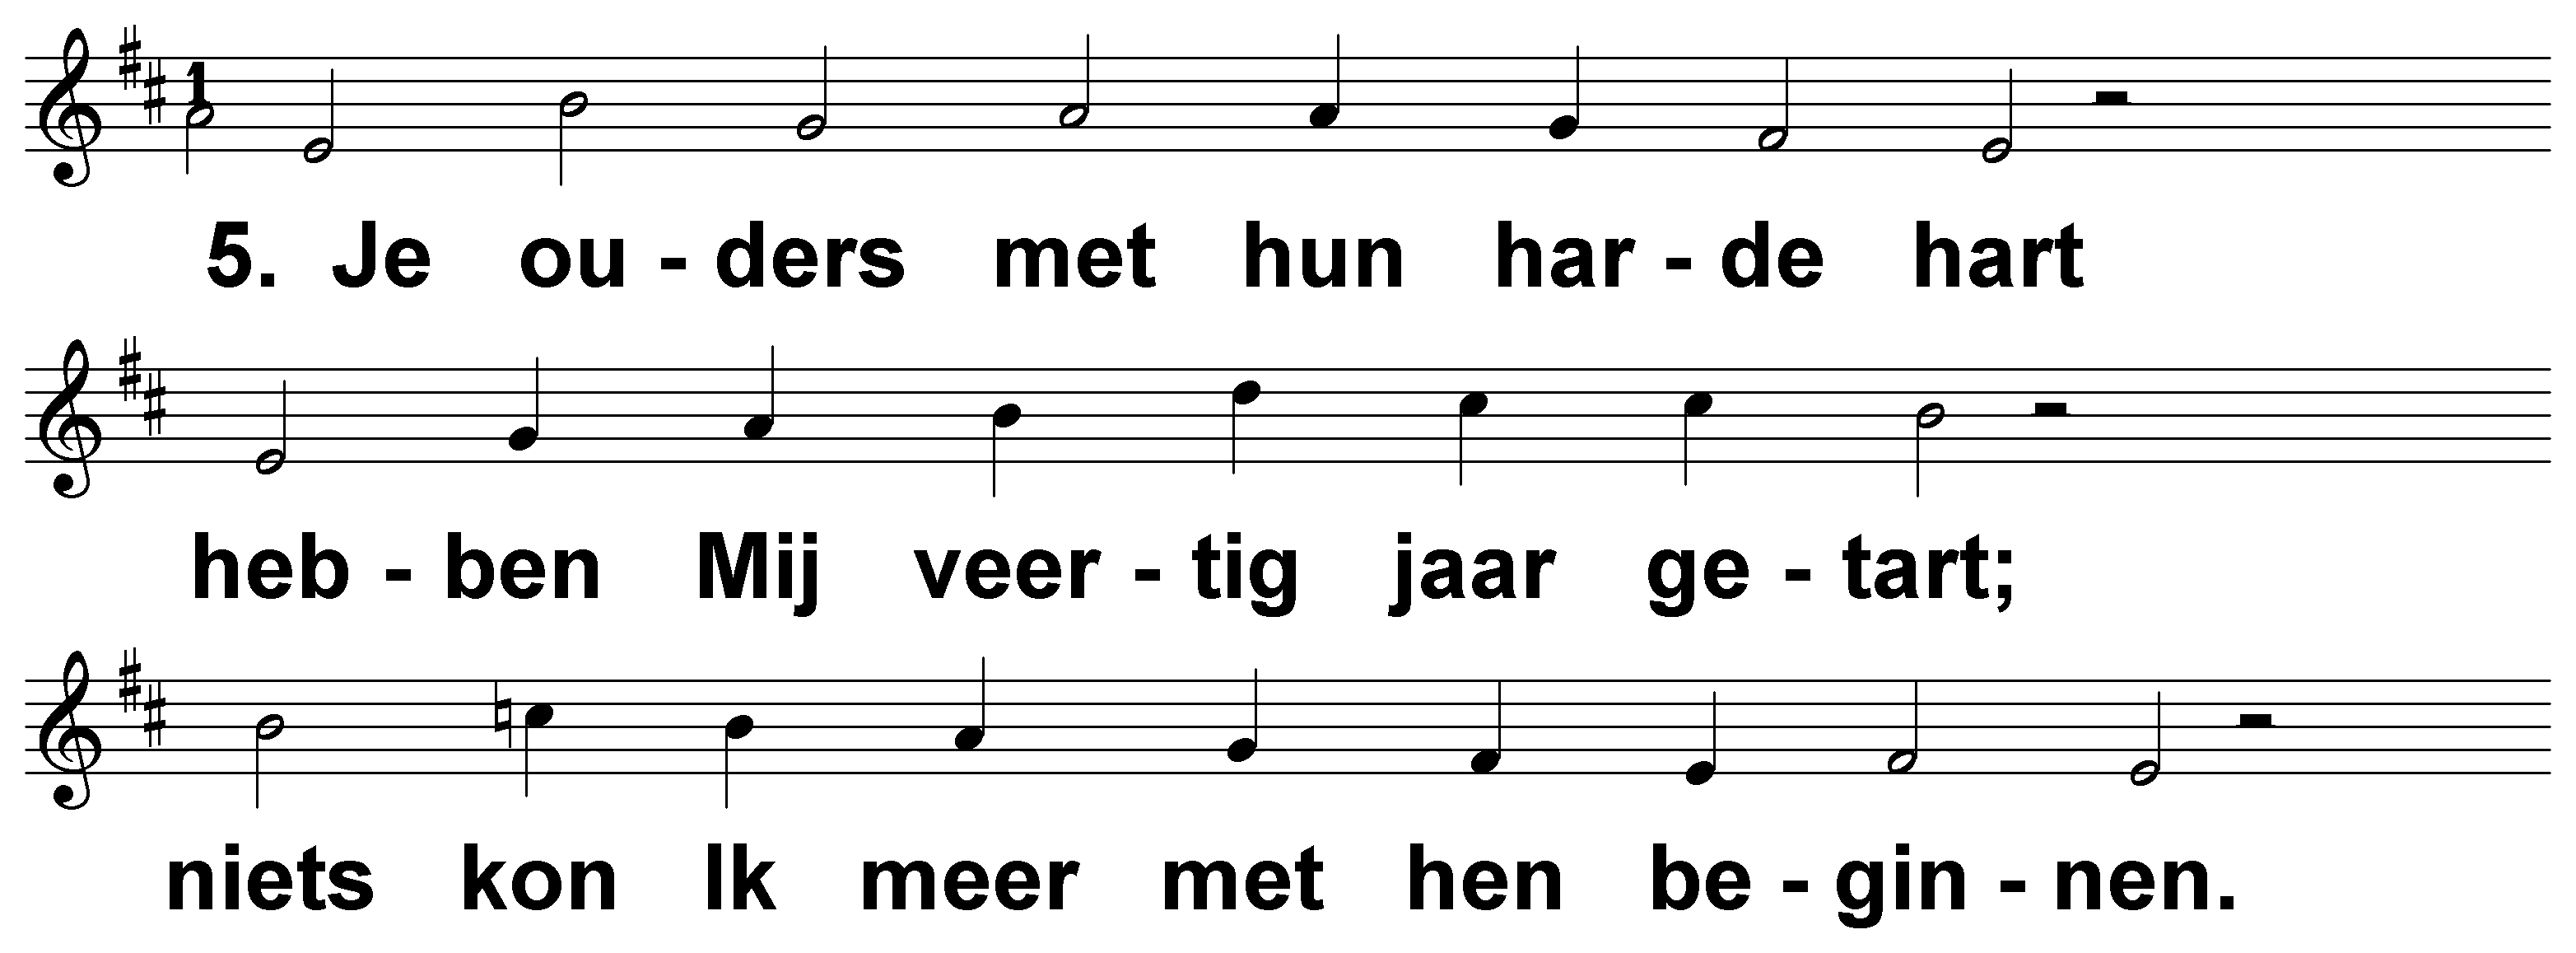 1
5. Je ou - ders met hun har - de hart
heb - ben Mij veer - tig jaar ge - tart;
niets kon Ik meer met hen be - gin - nen.